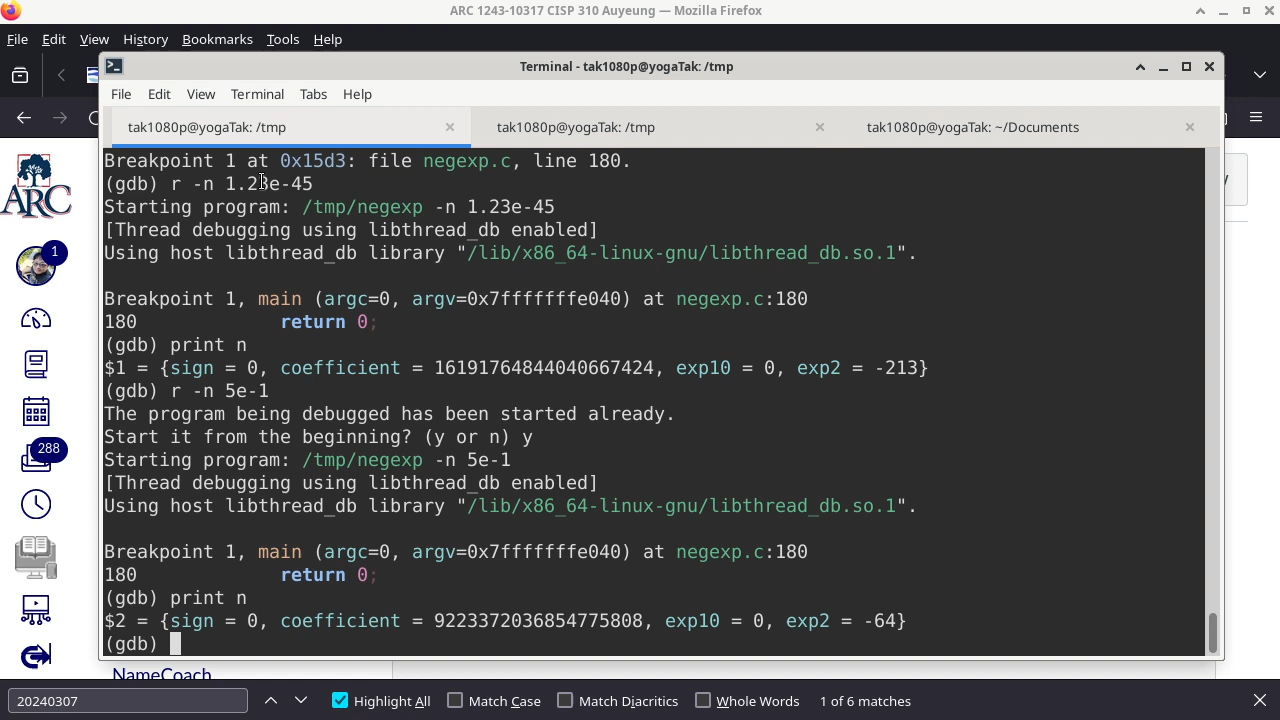 ARC 1243-10317 CISP 310 Auyeung — Mozilla Firefox
File Edit View History Bookmarks Tools Help
Terminal - tak1080p@yogaTak: /tmp
File Edit View Terminal Tabs Help
tak1080p@yogaTak: /tmp
tak1080p@yogaTak: /tmp
tak1080p@yogaTak: ~/Documents
Breakpoint 1 at 0x15d3: file negexp.c, line 180.
(gdb) r -n 1.23e-45
Starting program: /tmp/negexp -n 1.23e-45
[Thread debugging using libthread_db enabled]
Using host libthread_db library "/lib/x86_64-linux-gnu/libthread_db.so.1".
Breakpoint 1, main (argc=0, argv=0x7fffffffe040) at negexp.c:180
180 return 0;
(gdb) print n
$1 = {sign = 0, coefficient = 16191764844040667424, exp10 = 0, exp2 = -213}
(gdb) r -n 5e-1
The program being debugged has been started already.
Start it from the beginning? (y or n) y
Starting program: /tmp/negexp -n 5e-1
[Thread debugging using libthread_db enabled]
Using host libthread_db library "/lib/x86_64-linux-gnu/libthread_db.so.1".
Breakpoint 1, main (argc=0, argv=0x7fffffffe040) at negexp.c:180
180 return 0;
(gdb) print n
$2 = {sign = 0, coefficient = 9223372036854775808, exp10 = 0, exp2 = -64}
(gdb)
ARC
1
288
NameCoach
20240307
Highlight All
Match Case
Match Diacritics
Whole Words
1 of 6 matches